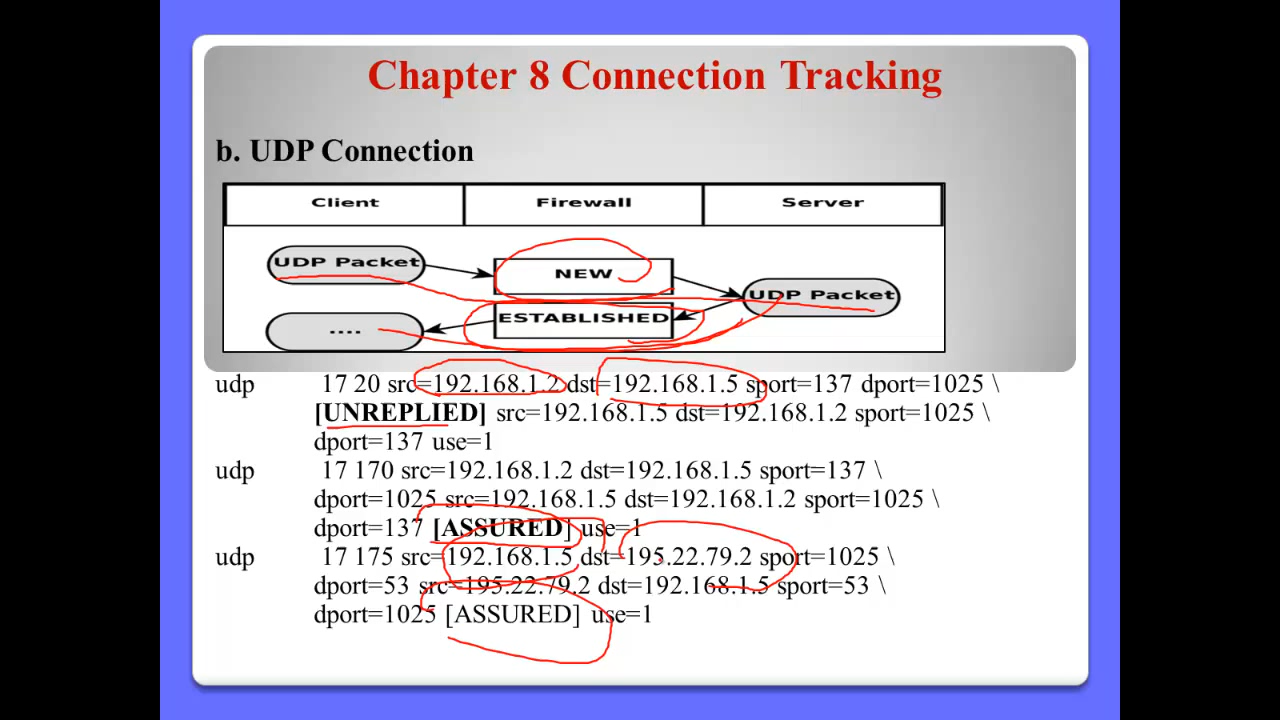 Chapter 8 Connection Tracking
b. UDP Connection
Client Firewall Server
UDP Packet
NEW
UDP Packet
ESTABLISHED
....
udp 17 20 src=192.168.1.2 dst=192.168.1.5 sport=137 dport=1025 \
[UNREPLIED] src=192.168.1.5 dst=192.168.1.2 sport=1025 \
dport=137 use=1
udp 17 170 src=192.168.1.2 dst=192.168.1.5 sport=137 \
dport=1025 src=192.168.1.5 dst=192.168.1.2 sport=1025 \
dport=137 [ASSURED] use=1
udp 17 175 src=192.168.1.5 dst=195.22.79.2 sport=1025 \
dport=53 src=195.22.79.2 dst=192.168.1.5 sport=53 \
dport=1025 [ASSURED] use=1